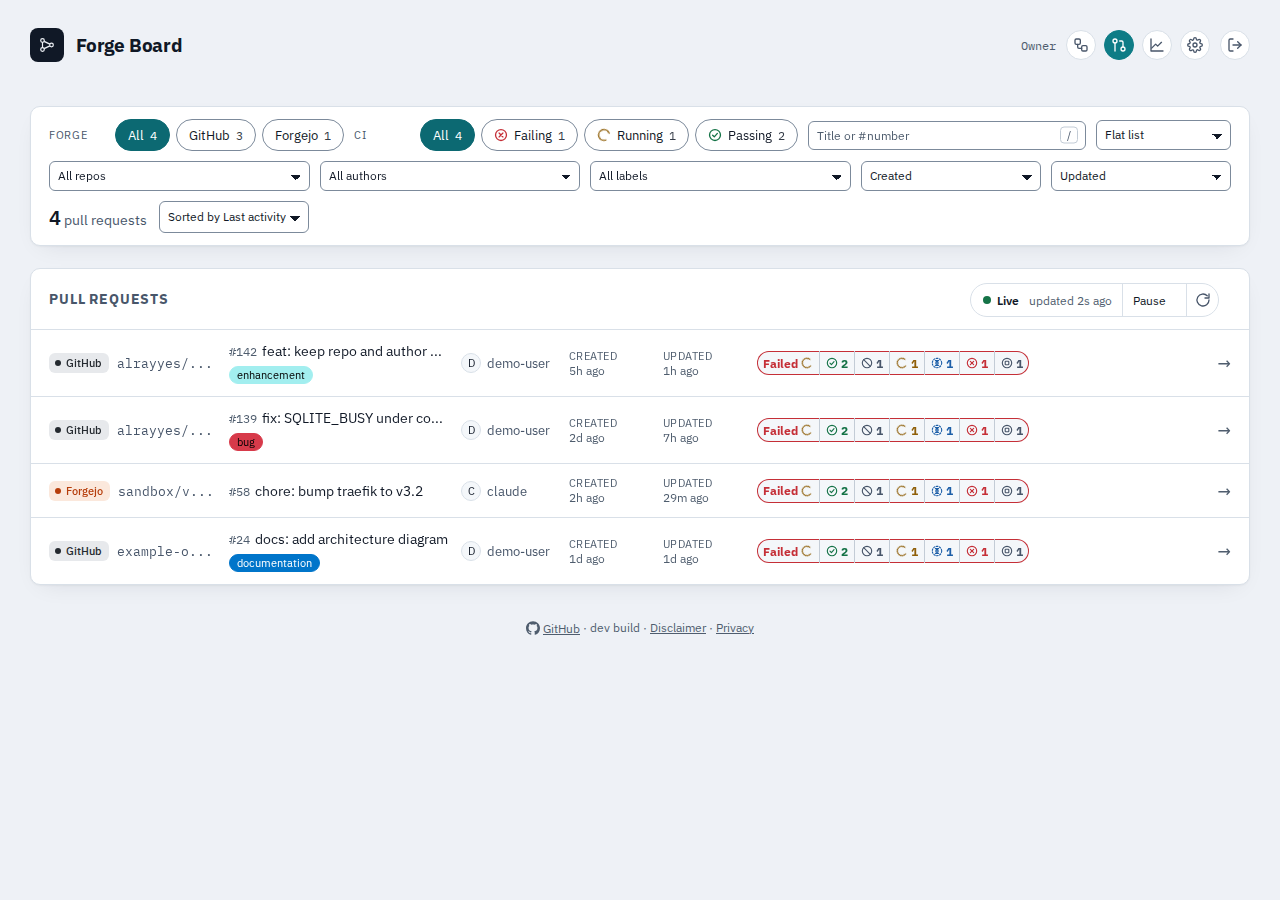 Forge Board
Owner
FORGE All 4 GitHub 3 Forgejo 1 CI All 4 Failing 1 Running 1 Passing 2 Title or #number / Flat list
All repos All authors All labels Created Updated
4 pull requests Sorted by Last activity
PULL REQUESTS Live updated 2s ago Pause
GitHub alrayyes/... #142 feat: keep repo and author ... D demo-user CREATED UPDATED Failed 2 1 1 1 1 1 →
enhancement 5h ago 1h ago
GitHub alrayyes/... #139 fix: SQLITE_BUSY under co... D demo-user CREATED UPDATED Failed 2 1 1 1 1 1 →
bug 2d ago 7h ago
Forgejo sandbox/v... #58 chore: bump traefik to v3.2 C claude CREATED UPDATED Failed 2 1 1 1 1 1 →
2h ago 29m ago
GitHub example-o... #24 docs: add architecture diagram D demo-user CREATED UPDATED Failed 2 1 1 1 1 1 →
documentation 1d ago 1d ago
GitHub · dev build · Disclaimer · Privacy